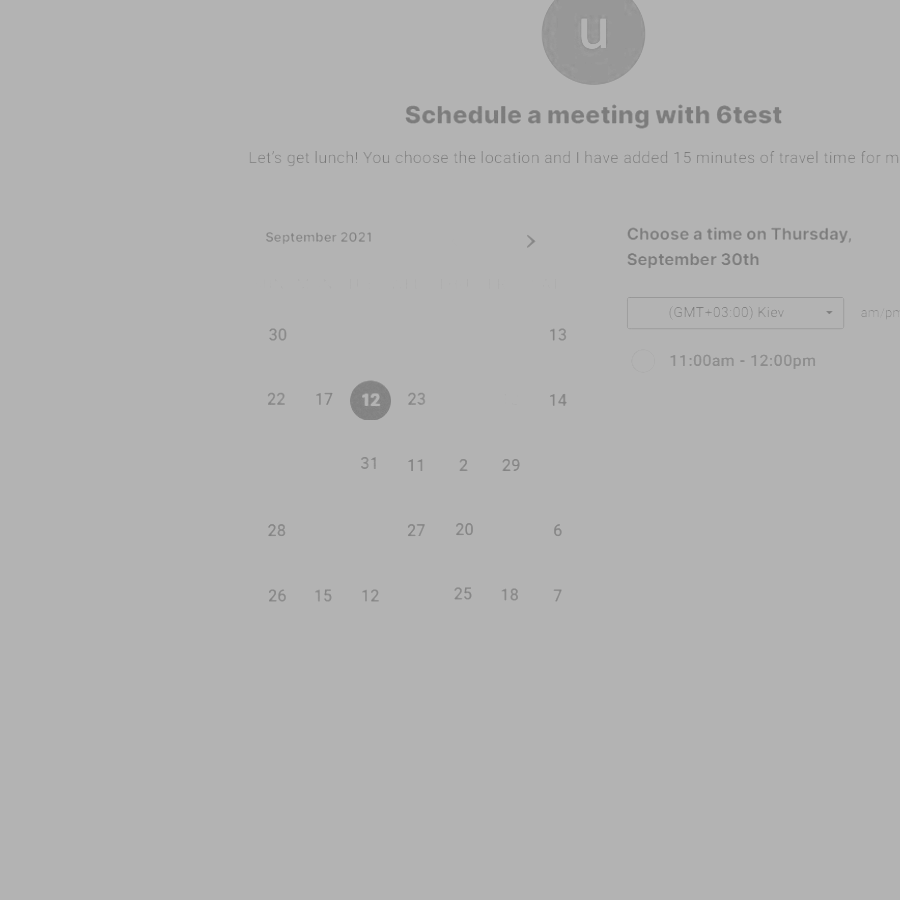 u
Schedule a meeting with 6test
Let's get lunch! You choose the location and I have added 15 minutes of travel time for m
September 2021
30 13
22 17 12 23 14
31 11 2 29
28 27 20 6
26 15 12 25 18 7
Choose a time on Thursday,
September 30th
(GMT+03:00) Kiev am/pm
11:00am - 12:00pm